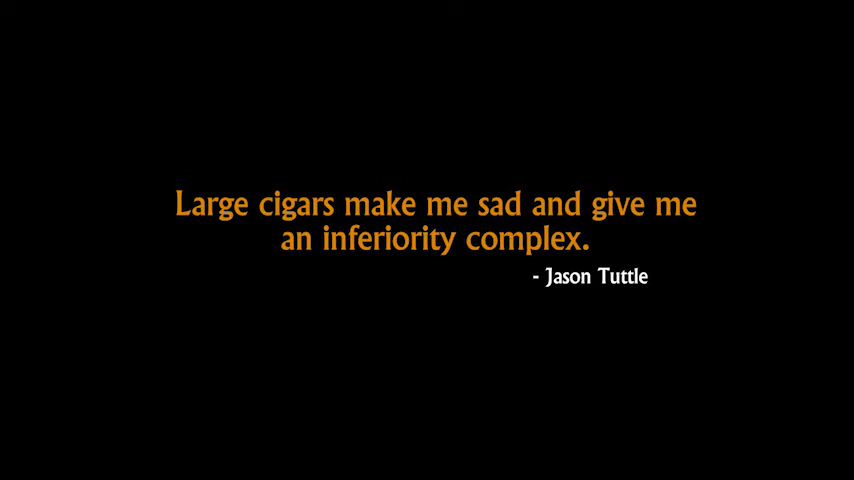 Large cigars make me sad and give me
an inferiority complex.
- Jason Tuttle